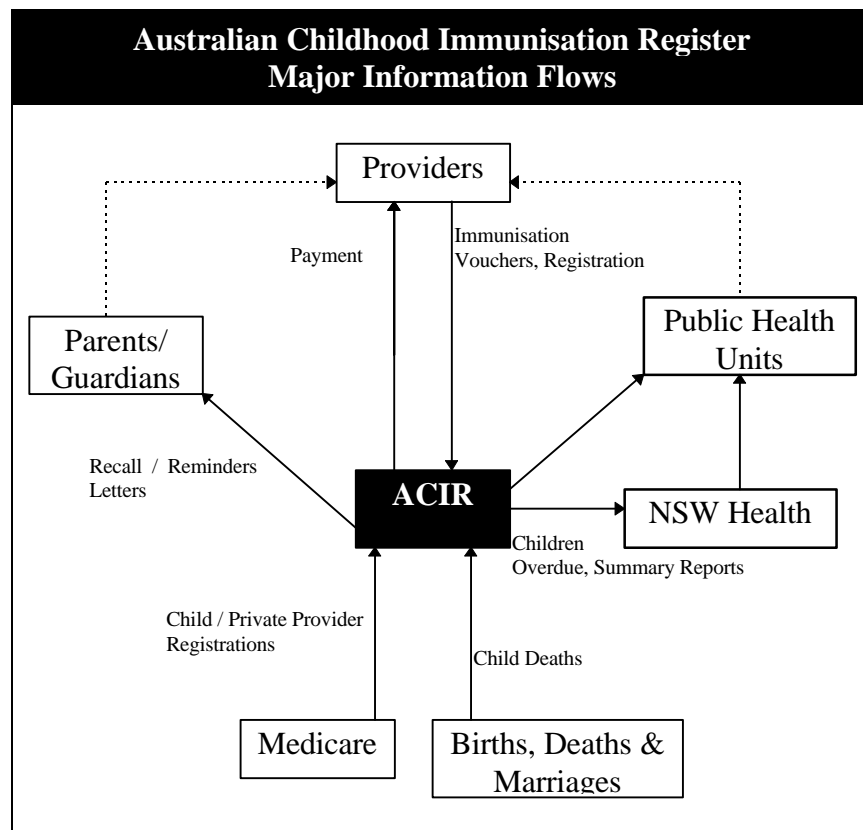 Australian Childhood Immunisation Register
Major Information Flows
Providers
Payment
Immunisation
Vouchers, Registration
Parents/
Guardians
Public Health
Units
Recall / Reminders
Letters
ACIR
NSW Health
Children
Overdue, Summary Reports
Child / Private Provider
Registrations
Child Deaths
Medicare
Births, Deaths &
Marriages